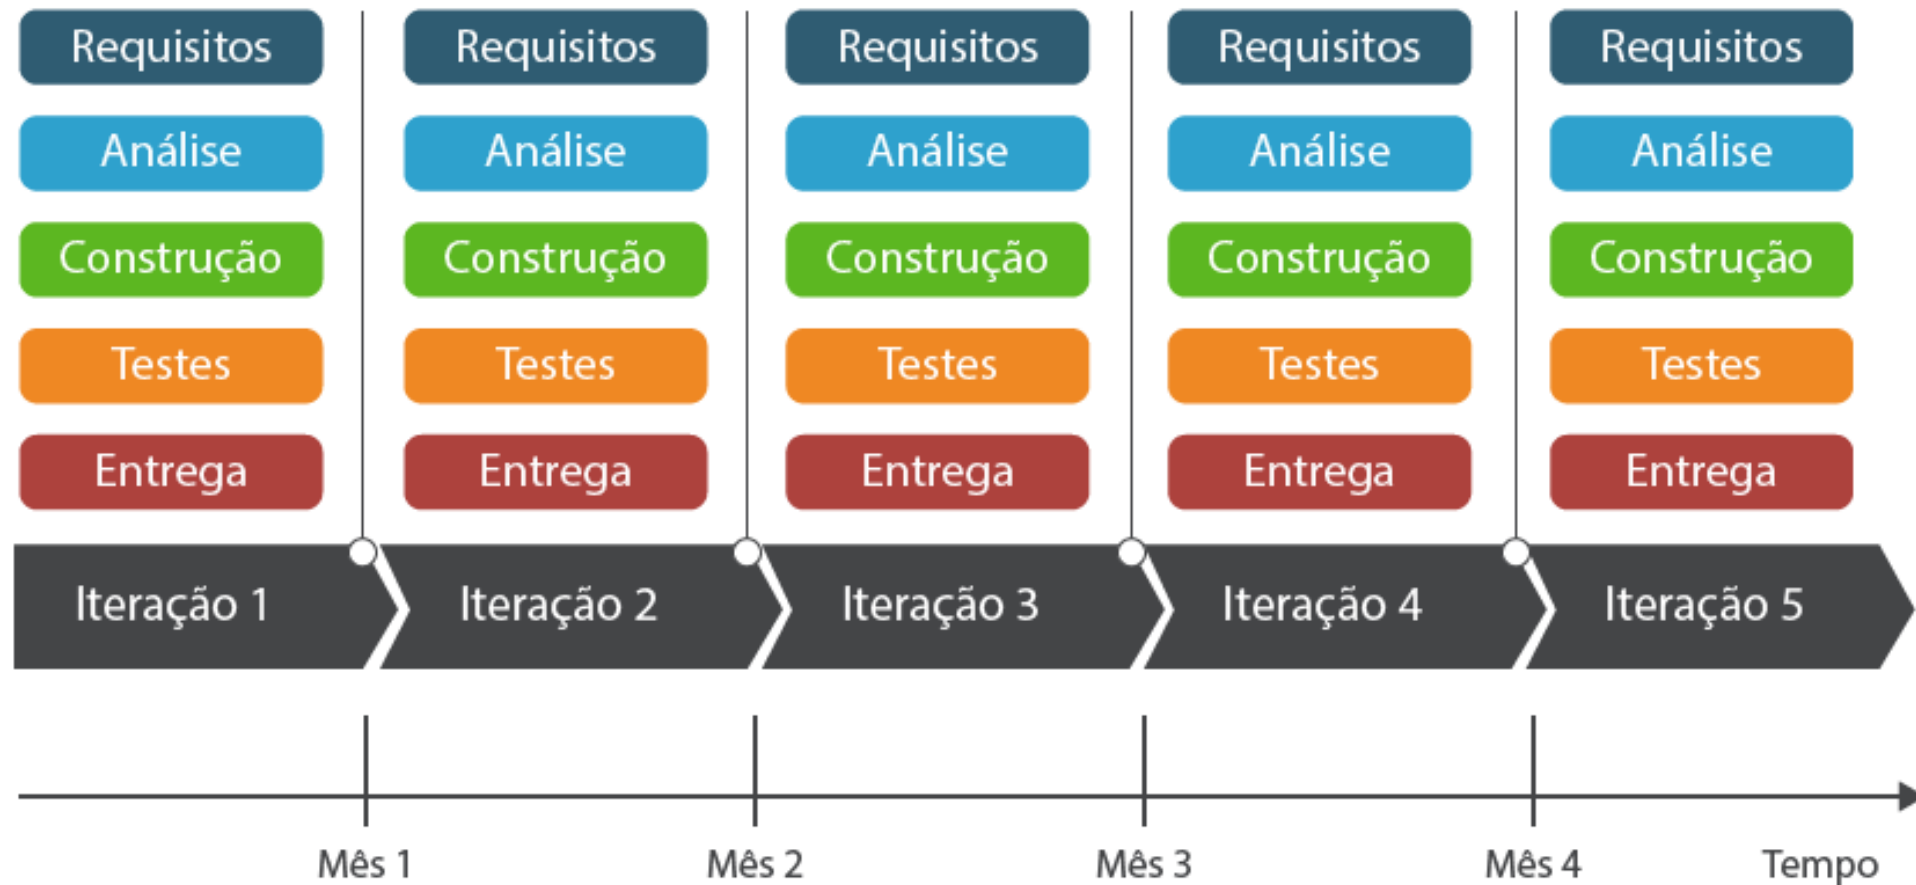 Requisitos Requisitos Requisitos Requisitos Requisitos
Análise Análise Análise Análise Análise
Construção Construção Construção Construção Construção
Testes Testes Testes Testes Testes
Entrega Entrega Entrega Entrega Entrega
Iteração 1 Iteração 2 Iteração 3 Iteração 4 Iteração 5
Mês 1 Mês 2 Mês 3 Mês 4 Tempo